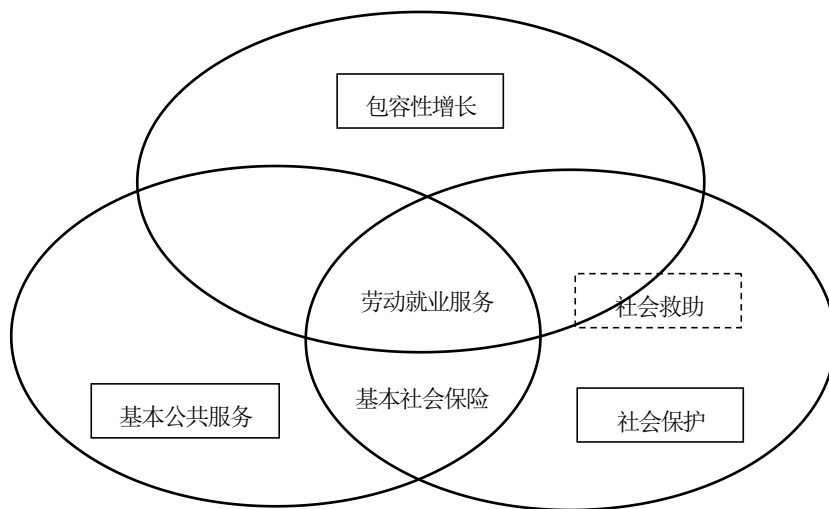 包容性增长
劳动就业服务
社会救助
基本社会保险
基本公共服务
社会保护